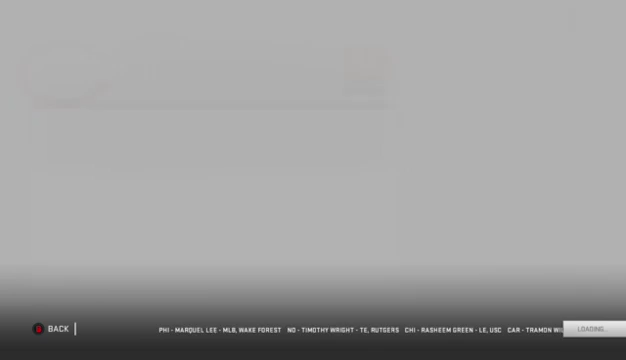 BACK
PHI - MARQUEL LEE - MLB, WAKE FOREST NO - TIMOTHY WRIGHT - TE, RUTGERS CHI - RASHEEM GREEN - LE, USC CAR - TRAMON
LOADING...